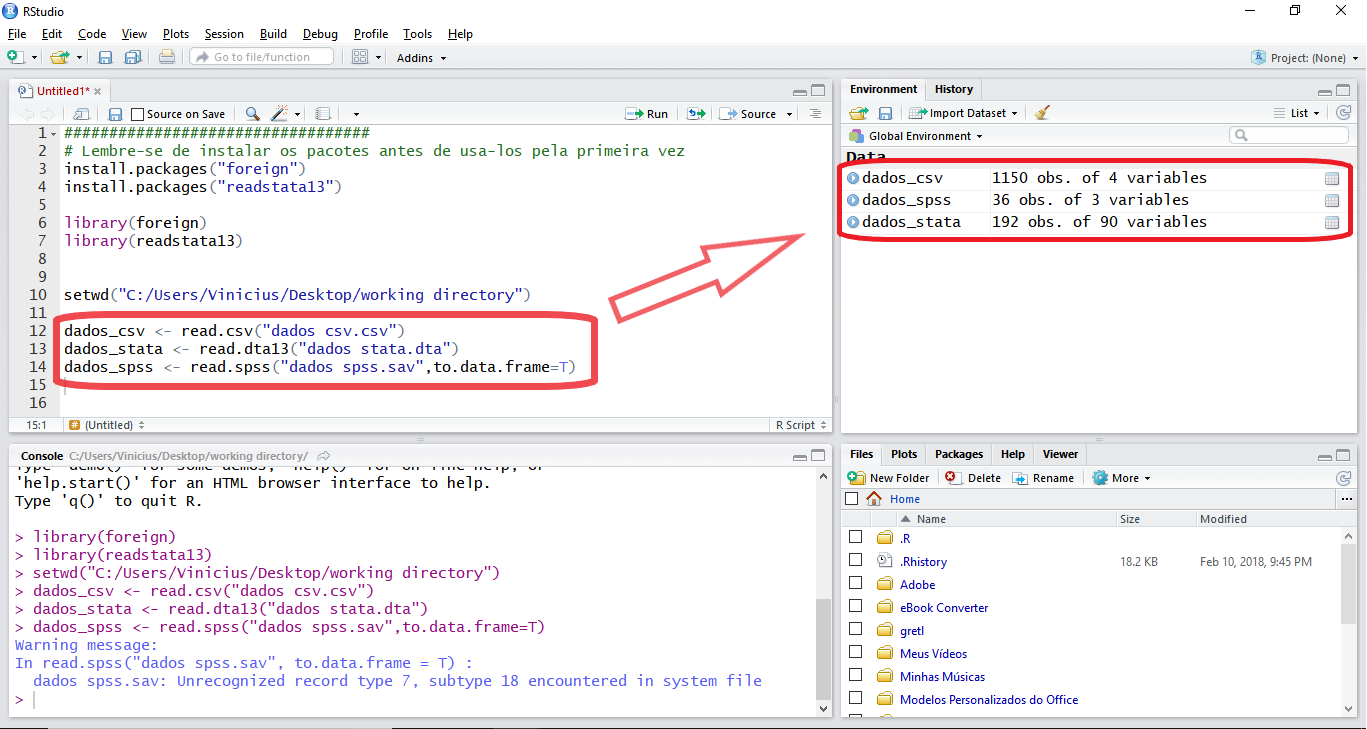 RStudio
File Edit Code View Plots Session Build Debug Profile Tools Help
Go to file/function Addins Project: (None)
Untitled1*
Source on Save Run Source
1 ##################################
2 # Lembre-se de instalar os pacotes antes de usa-los pela primeira vez
3 install.packages("foreign")
4 install.packages("readstata13")
5
6 library(foreign)
7 library(readstata13)
8
9
10 setwd("C:/Users/Vinicius/Desktop/working directory")
11
12 dados_csv <- read.csv("dados csv.csv")
13 dados_stata <- read.dta13("dados stata.dta")
14 dados_spss <- read.spss("dados spss.sav",to.data.frame=T)
15
16
15:1 # (Untitled) R Script
Console C:/Users/Vinicius/Desktop/working directory/
Type 'demo()' for some demos, 'help()' for on-line help, or
'help.start()' for an HTML browser interface to help.
Type 'q()' to quit R.
> library(foreign)
> library(readstata13)
> setwd("C:/Users/Vinicius/Desktop/working directory")
> dados_csv <- read.csv("dados csv.csv")
> dados_stata <- read.dta13("dados stata.dta")
> dados_spss <- read.spss("dados spss.sav",to.data.frame=T)
Warning message:
In read.spss("dados spss.sav", to.data.frame = T) :
dados spss.sav: Unrecognized record type 7, subtype 18 encountered in system file
>
Environment History
Import Dataset List
Global Environment
Data
dados_csv 1150 obs. of 4 variables
dados_spss 36 obs. of 3 variables
dados_stata 192 obs. of 90 variables
Files Plots Packages Help Viewer
New Folder Delete Rename More
Home ...
Name Size Modified
.R
.Rhistory 18.2 KB Feb 10, 2018, 9:45 PM
Adobe
eBook Converter
gretl
Meus Vídeos
Minhas Músicas
Modelos Personalizados do Office